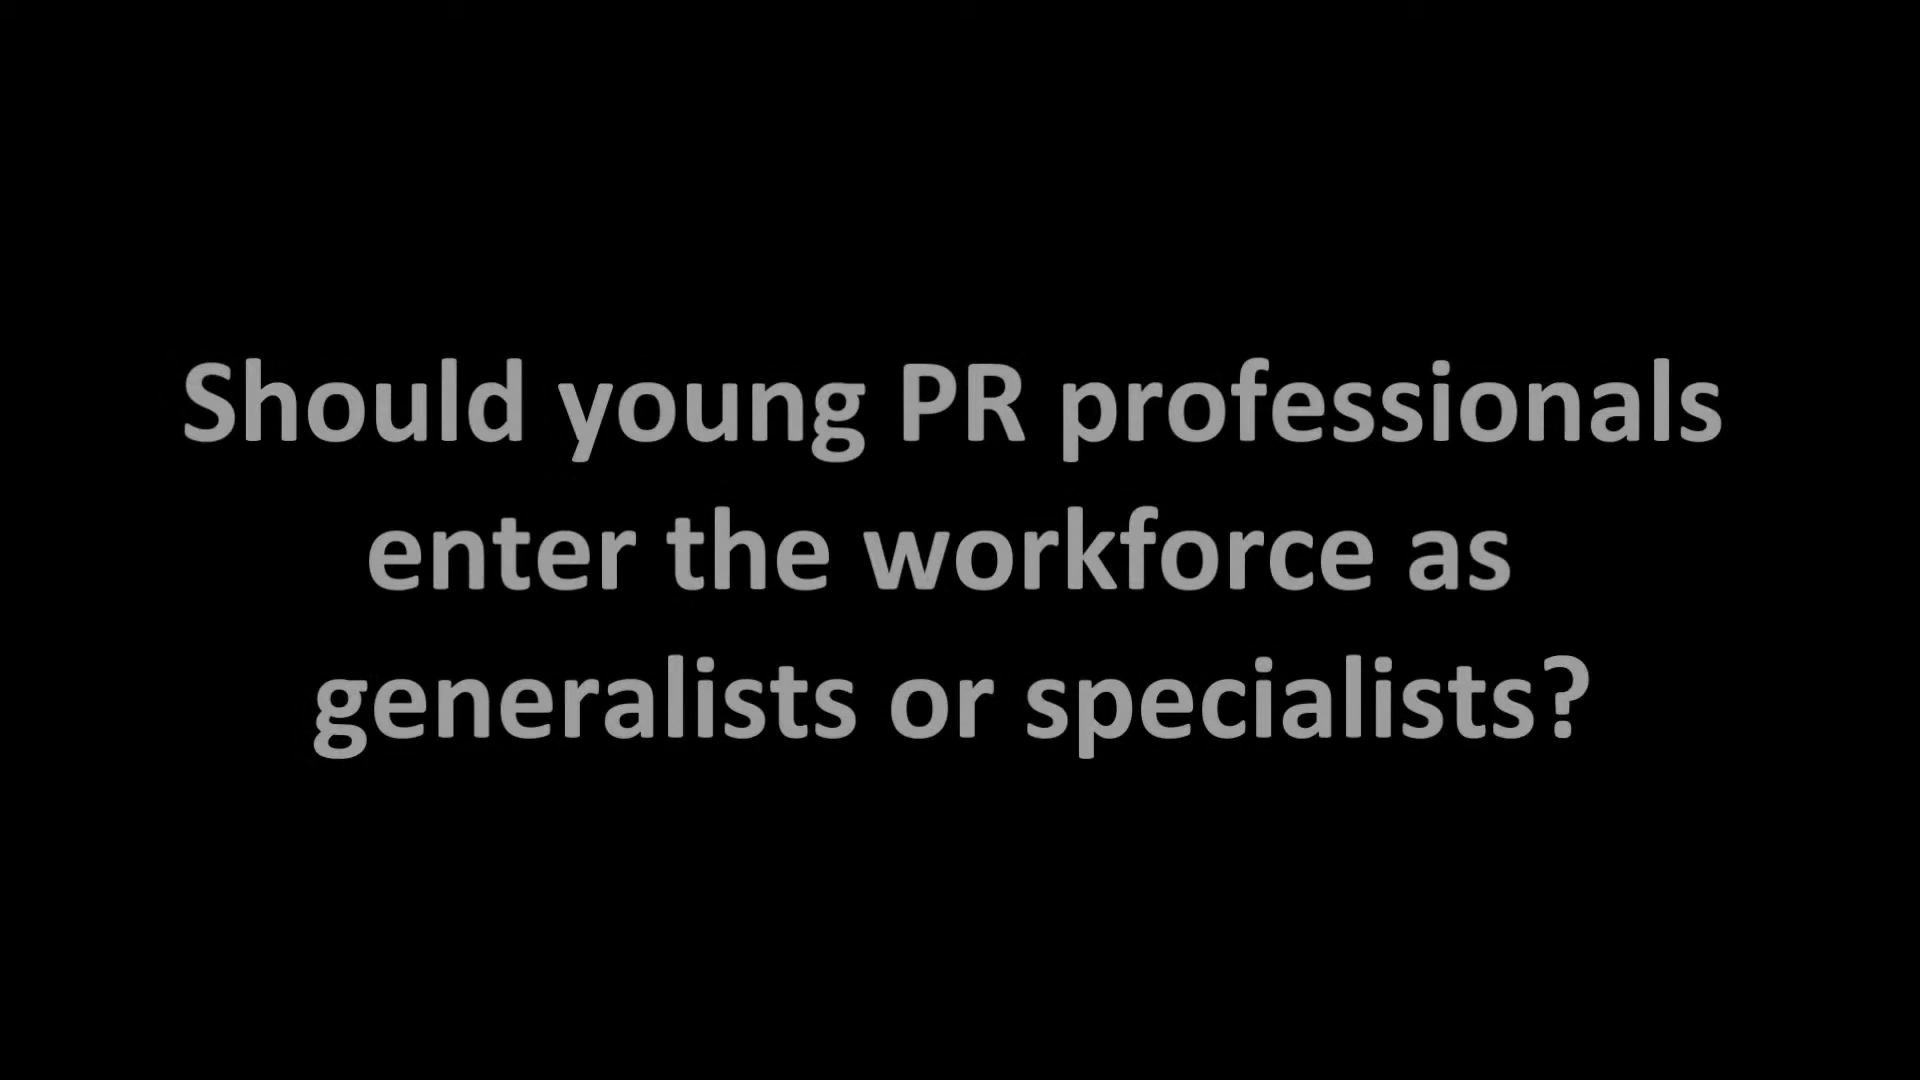 Should young PR professionals
enter the workforce as
generalists or specialists?